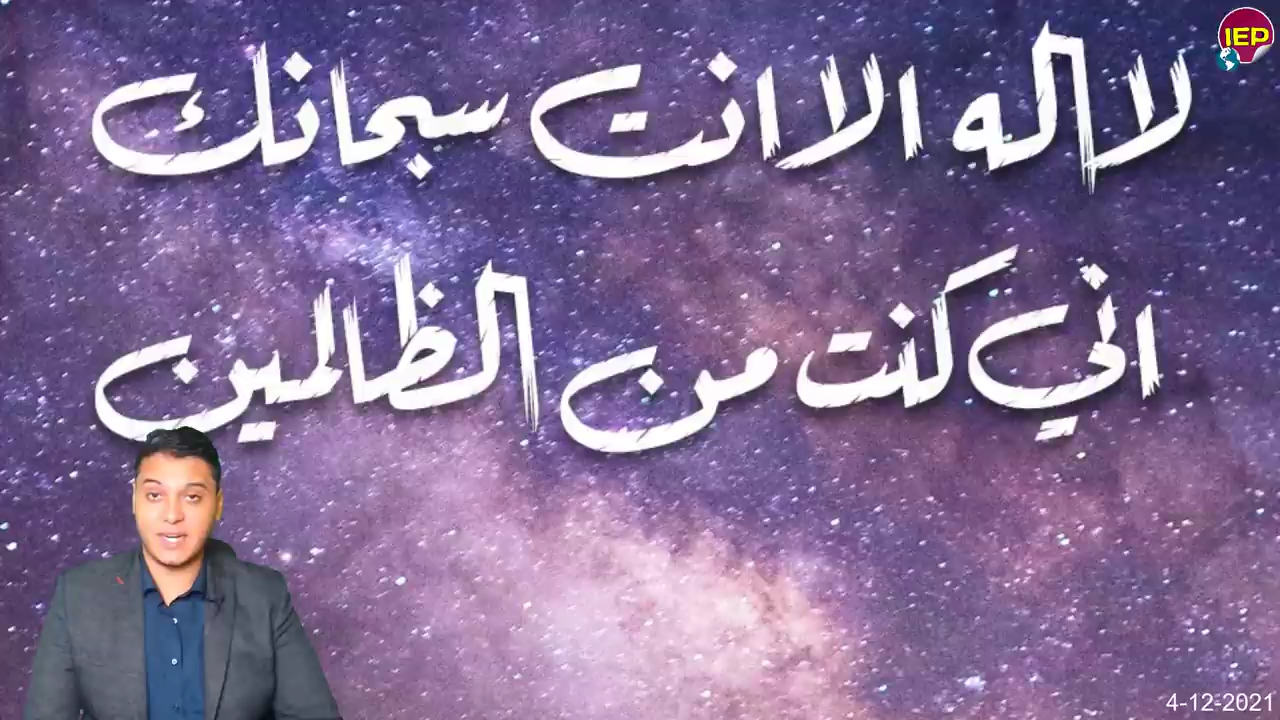 IEP
لا اله الا انت سبحانك
اني كنت من الظالمين
4-12-2021